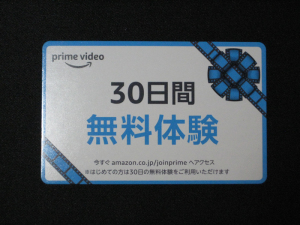 prime video
30日間
無料体験
今すぐ amazon.co.jp/joinprime へアクセス
※はじめての方は30日の無料体験をご利用いただけます